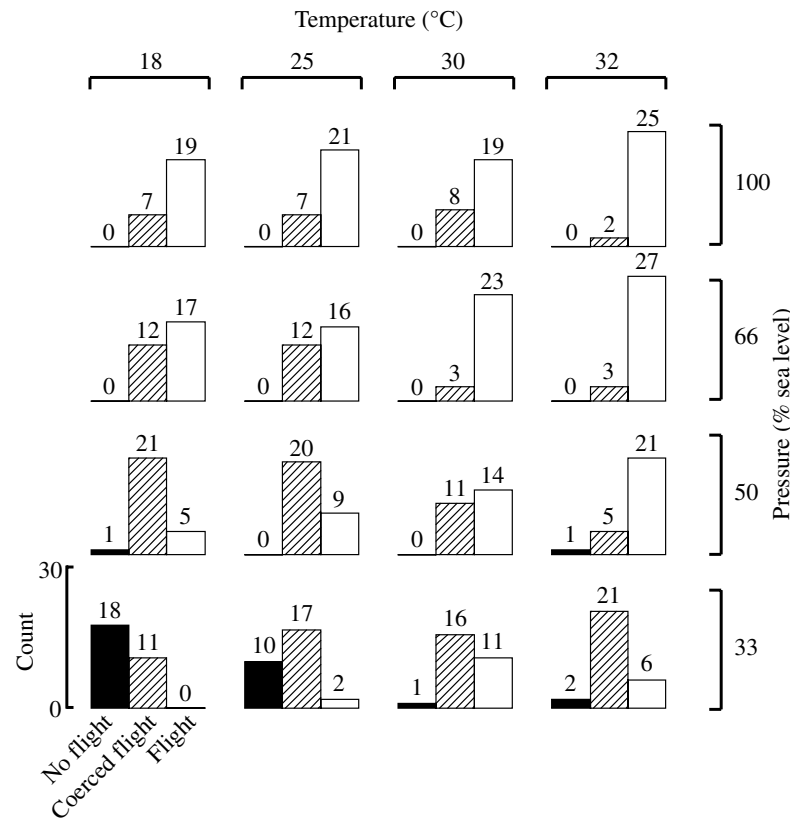 Temperature (°C)
18 25 30 32
0 7 19 0 7 21 0 8 19 0 2 25
100
0 12 17 0 12 16 0 3 23 0 3 27
66
1 21 5 0 20 9 0 11 14 1 5 21
50
30
18 11 0 10 17 2 1 16 11 2 21 6
33
0
Count
No flight
Coerced flight
Flight
Pressure (% sea level)